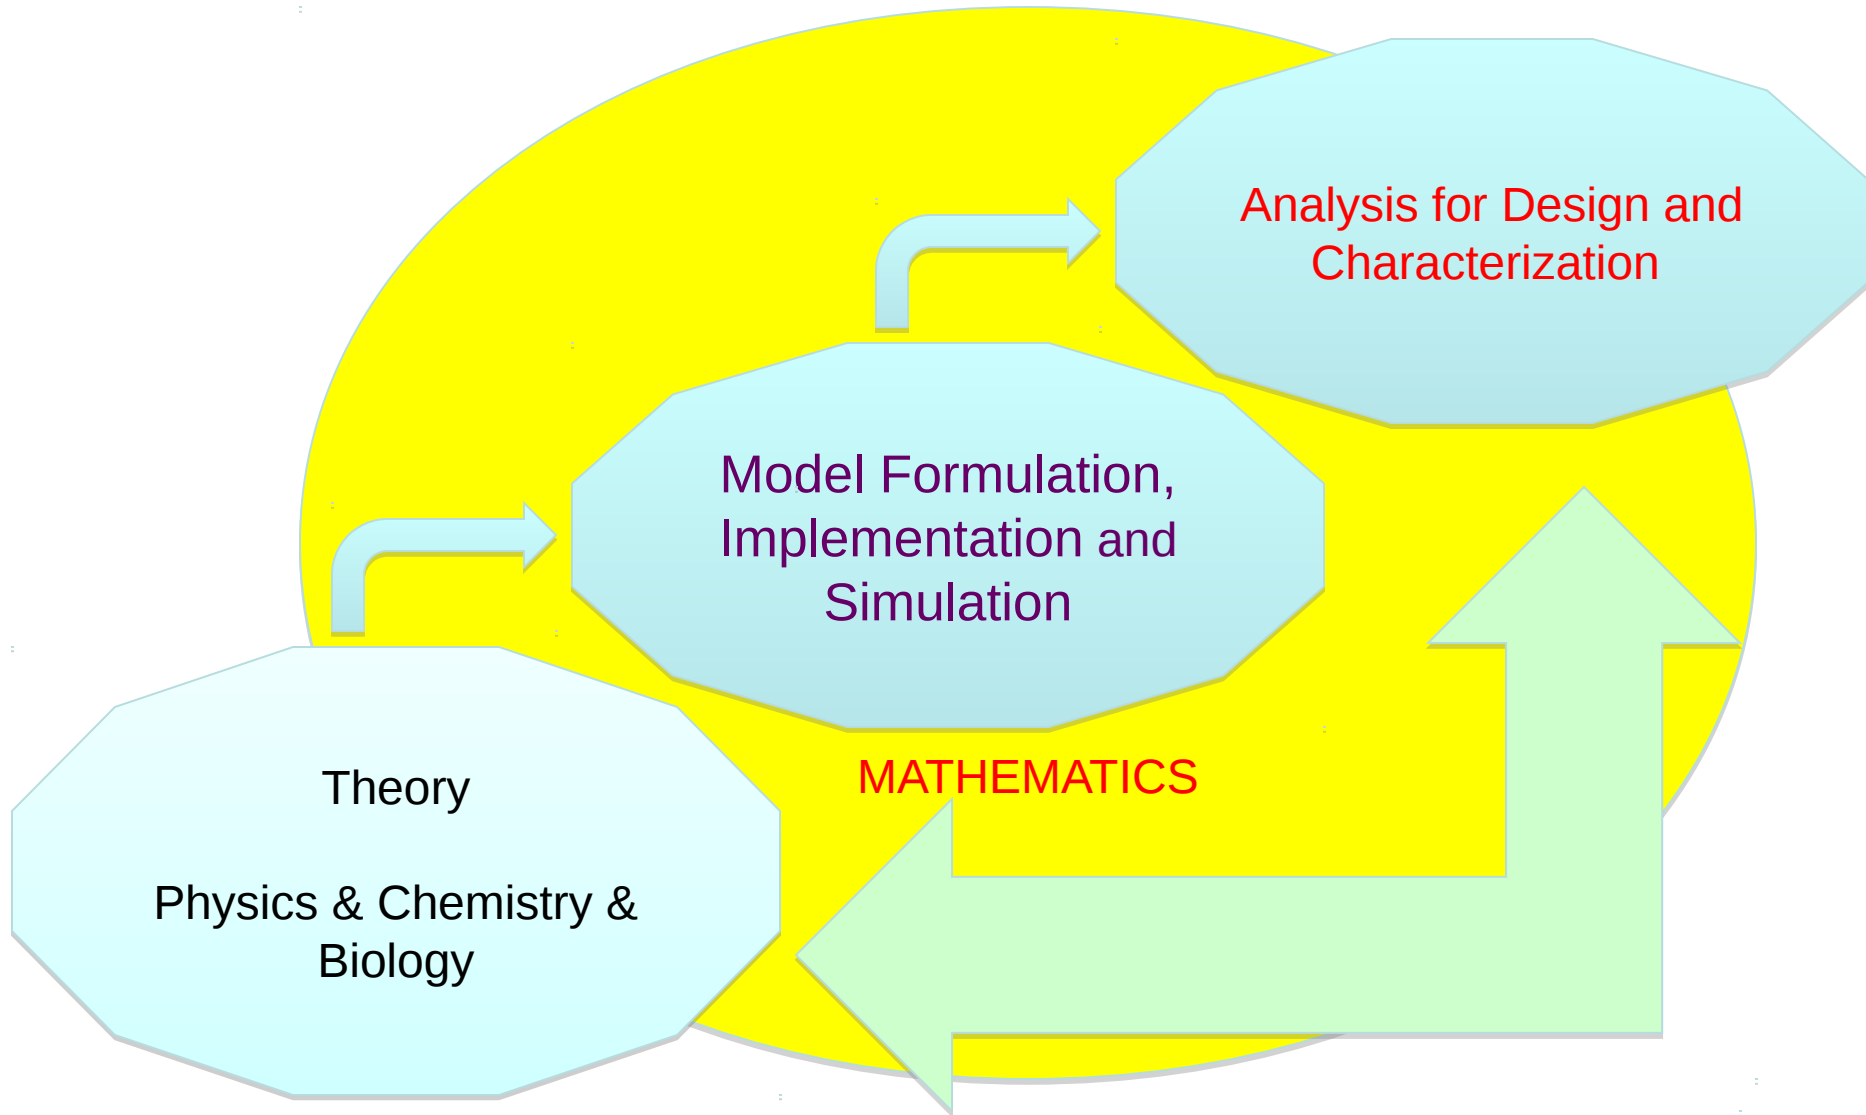 Analysis for Design and
Characterization
Model Formulation,
Implementation and
Simulation
MATHEMATICS
Theory
Physics & Chemistry &
Biology